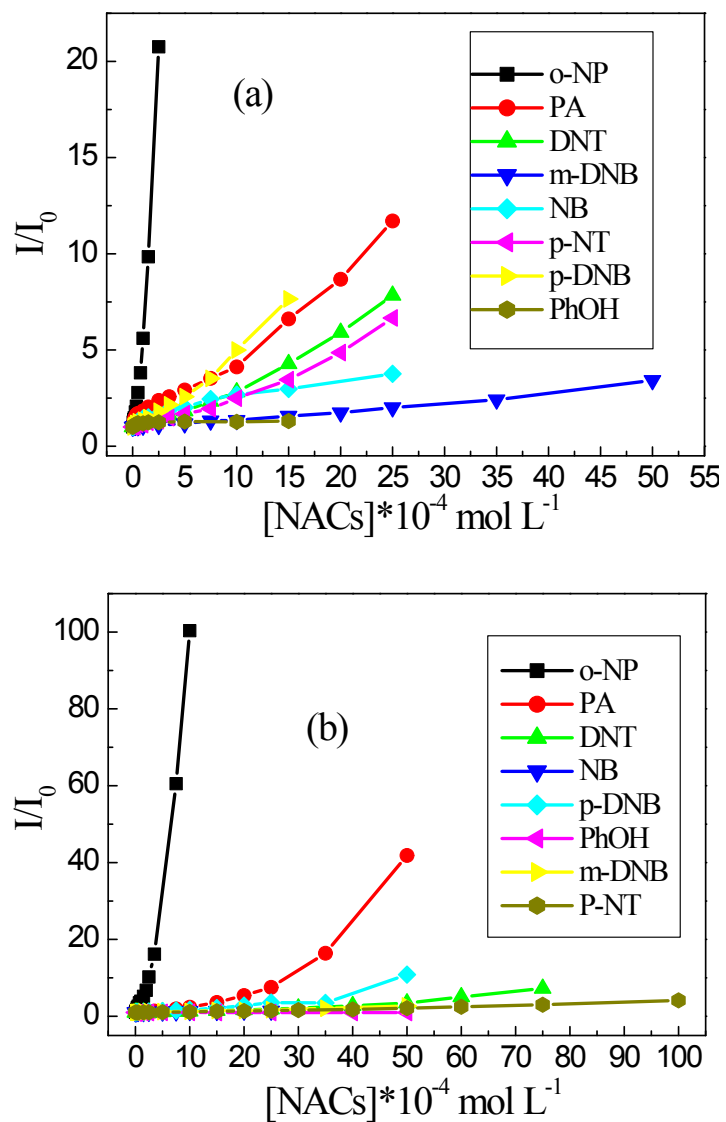 20
15
10
5
0
I/I₀
(a)
o-NP
PA
DNT
m-DNB
NB
p-NT
p-DNB
PhOH
0 5 10 15 20 25 30 35 40 45 50 55
[NACs]*10⁻⁴ mol L⁻¹
100
80
60
40
20
0
I/I₀
(b)
o-NP
PA
DNT
NB
p-DNB
PhOH
m-DNB
P-NT
0 10 20 30 40 50 60 70 80 90 100
[NACs]*10⁻⁴ mol L⁻¹